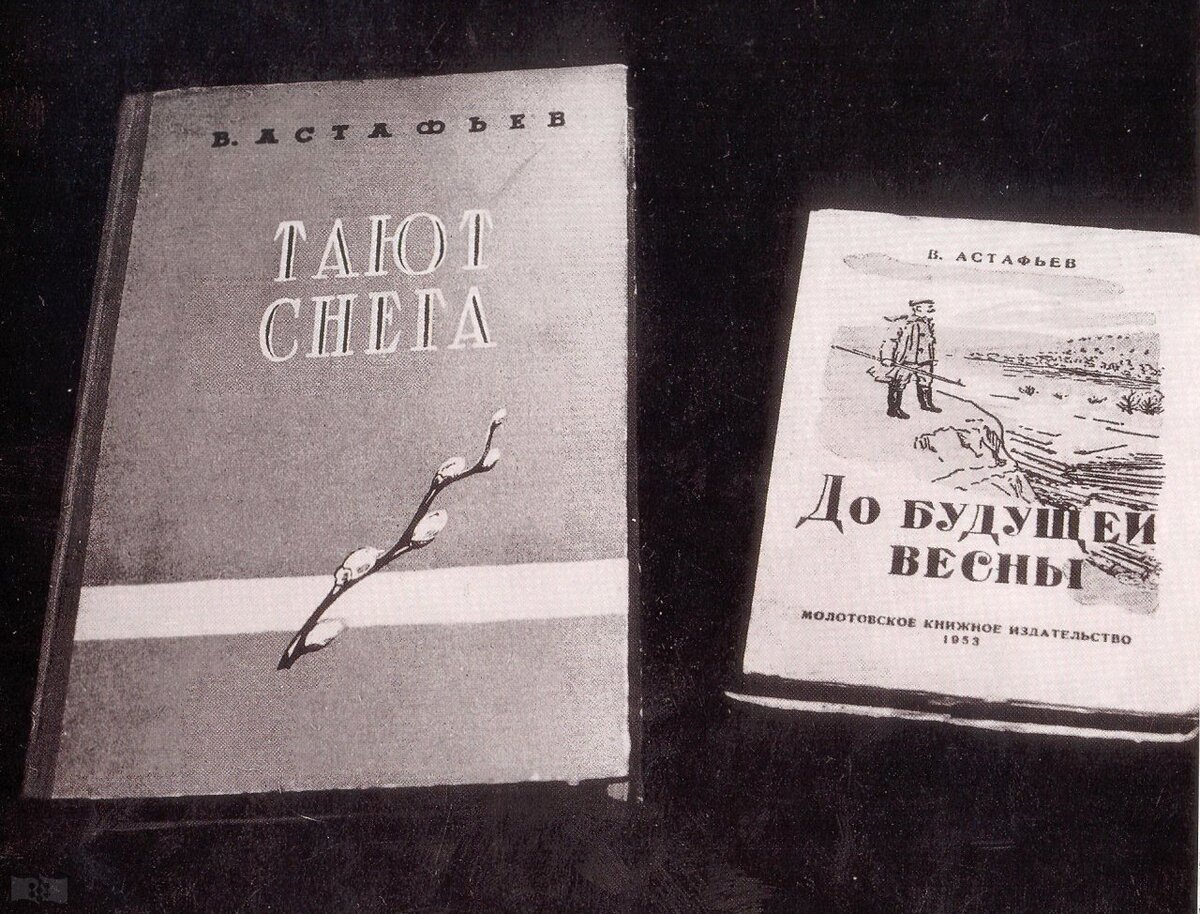 В. АСТАФЬЕВ
ТАЮТ
СНЕГА
В. АСТАФЬЕВ
ДО БУДУЩЕЙ
ВЕСНЫ
МОЛОТОВСКОЕ КНИЖНОЕ ИЗДАТЕЛЬСТВО
1953